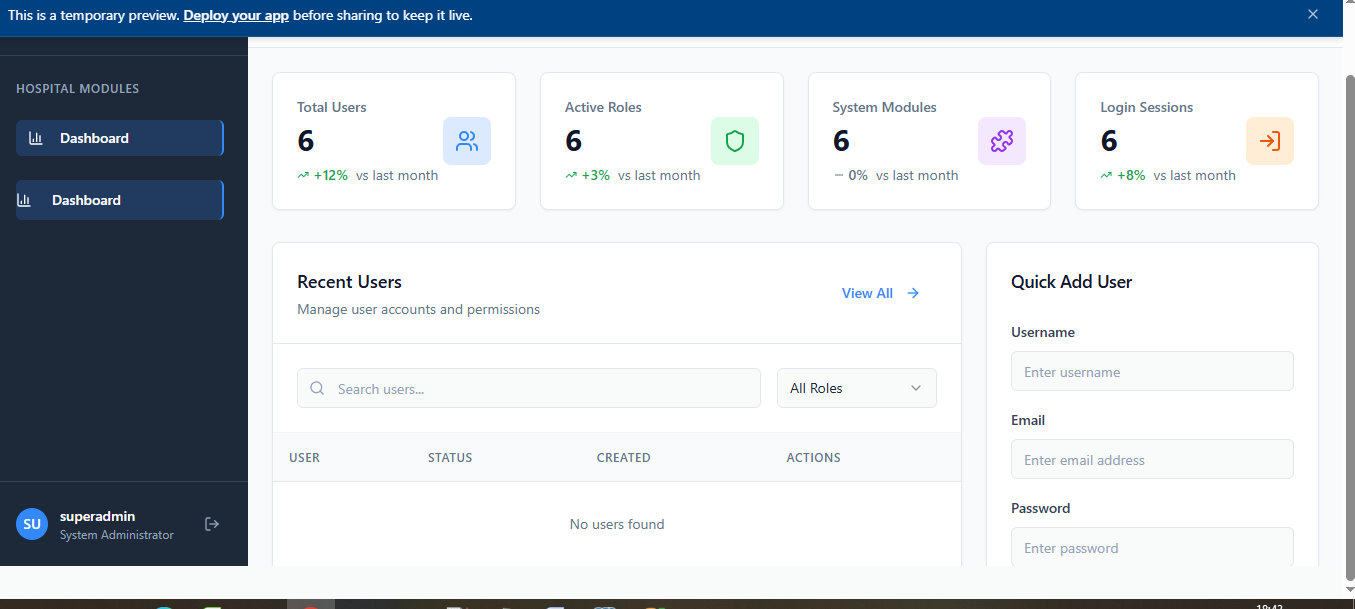 This is a temporary preview. Deploy your app before sharing to keep it live.
HOSPITAL MODULES
Dashboard
Dashboard
SU
superadmin
System Administrator
Total Users
6
+12% vs last month
Active Roles
6
+3% vs last month
System Modules
6
0% vs last month
Login Sessions
6
+8% vs last month
Recent Users
Manage user accounts and permissions
View All
Search users...
All Roles
USER STATUS CREATED ACTIONS
No users found
Quick Add User
Username
Enter username
Email
Enter email address
Password
Enter password